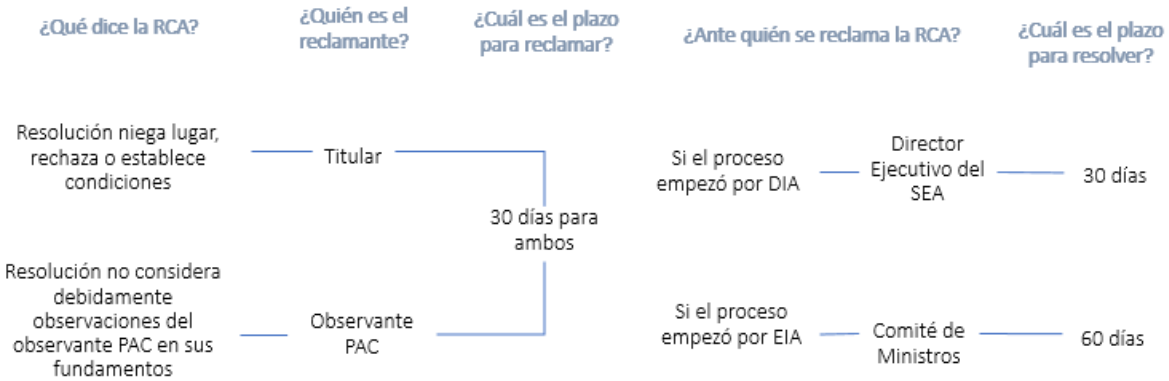 ¿Qué dice la RCA?
¿Quién es el
reclamante?
¿Cuál es el plazo
para reclamar?
¿Ante quién se reclama la RCA?
¿Cuál es el plazo
para resolver?
Resolución niega lugar,
rechaza o establece
condiciones
Titular
30 días para
ambos
Si el proceso
empezó por DIA
Director
Ejecutivo del
SEA
30 días
Resolución no considera
debidamente
observaciones del
observante PAC en sus
fundamentos
Observante
PAC
Si el proceso
empezó por EIA
Comité de
Ministros
60 días